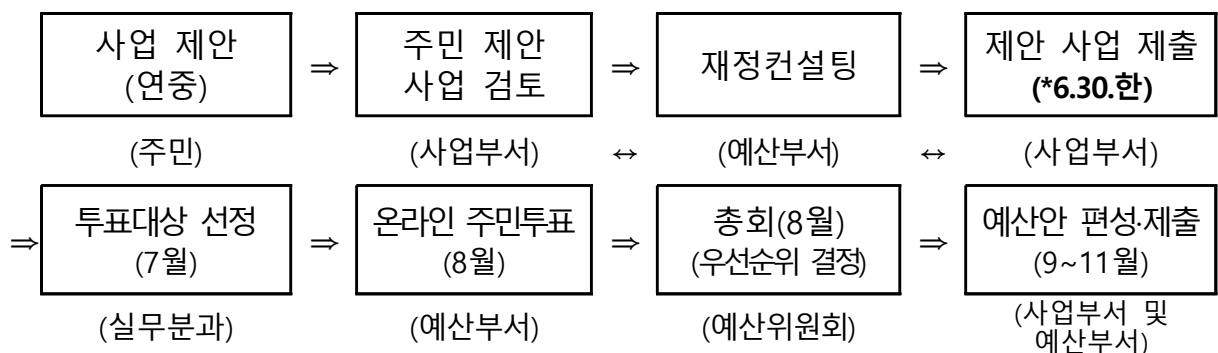 사업 제안
(연중)
⇒
주민 제안
사업 검토
⇒
재정컨설팅
⇒
제안 사업 제출
(*6.30.한)
(주민)
(사업부서)
↔
(예산부서)
↔
(사업부서)
⇒
투표대상 선정
(7월)
⇒
온라인 주민투표
(8월)
⇒
총회(8월)
(우선순위 결정)
⇒
예산안 편성·제출
(9~11월)
(실무분과)
(예산부서)
(예산위원회)
(사업부서 및
예산부서)